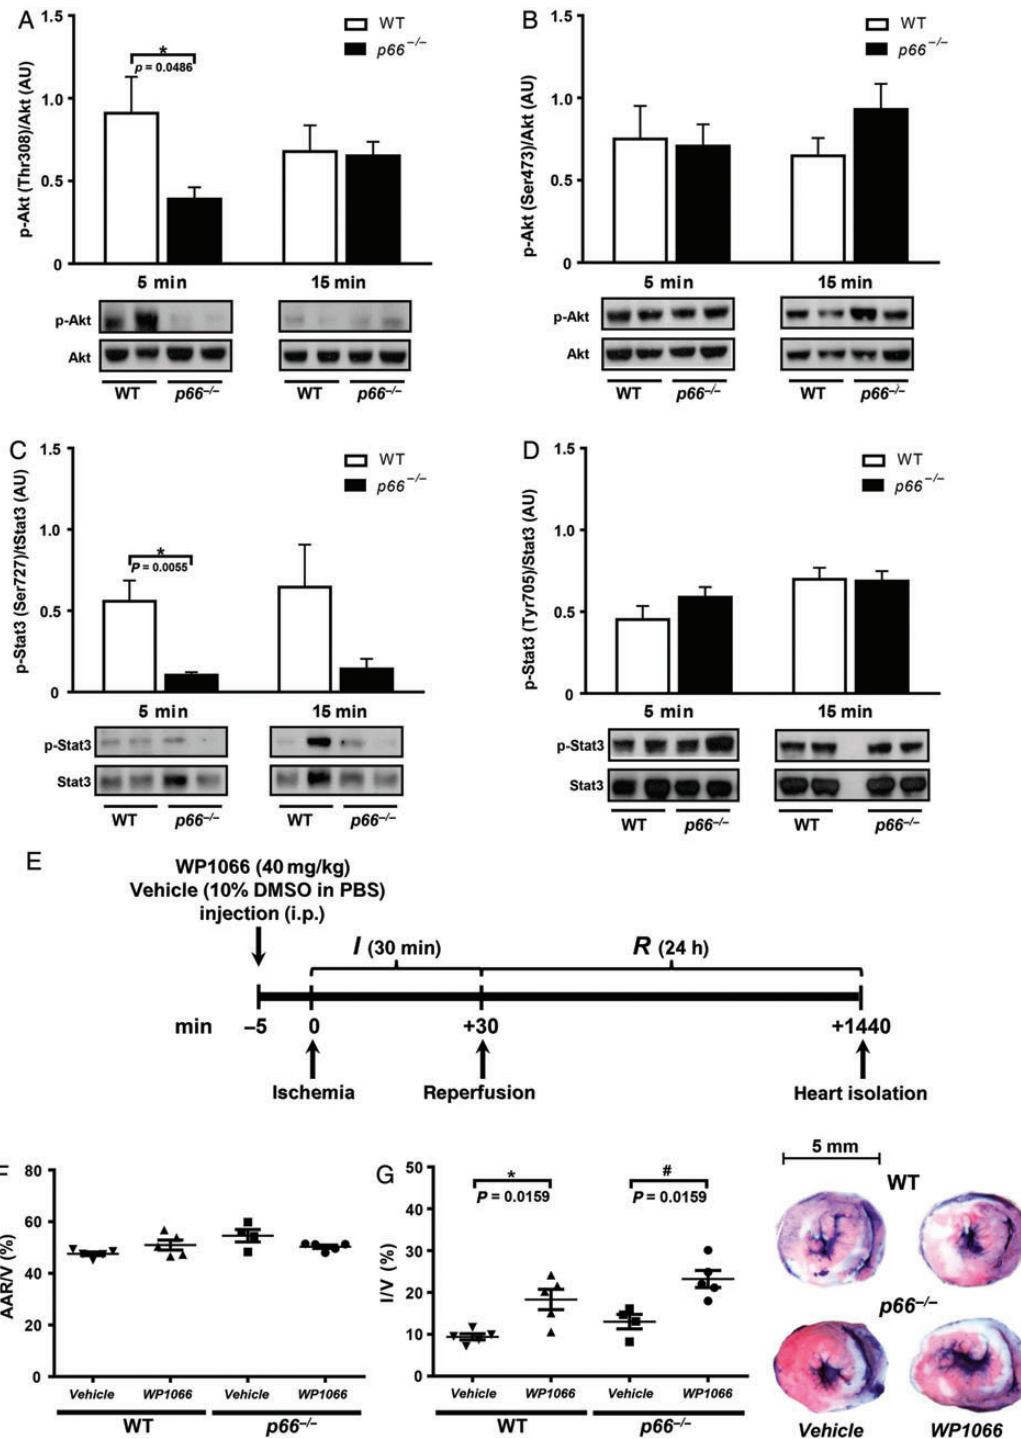 A
1.5
1.0
0.5
0
p-Akt (Thr308)/Akt (AU)
WT
p66−/−
*
p = 0.0486
5 min
15 min
p-Akt
Akt
WT
p66−/−
WT
p66−/−
B
1.5
1.0
0.5
0
p-Akt (Ser473)/Akt (AU)
WT
p66−/−
5 min
15 min
p-Akt
Akt
WT
p66−/−
WT
p66−/−
C
1.5
1.0
0.5
0
p-Stat3 (Ser727)/tStat3 (AU)
WT
p66−/−
*
P = 0.0055
5 min
15 min
p-Stat3
Stat3
WT
p66−/−
WT
p66−/−
D
1.5
1.0
0.5
0
p-Stat3 (Tyr705)/Stat3 (AU)
WT
p66−/−
5 min
15 min
p-Stat3
Stat3
WT
p66−/−
WT
p66−/−
E
WP1066 (40 mg/kg)
Vehicle (10% DMSO in PBS)
injection (i.p.)
I (30 min)
R (24 h)
min −5 0 +30 +1440
Ischemia
Reperfusion
Heart isolation
80
60
40
20
0
AAR/V (%)
Vehicle WP1066 Vehicle WP1066
WT p66−/−
G
50
40
30
20
10
0
I/V (%)
*
P = 0.0159
#
P = 0.0159
Vehicle WP1066 Vehicle WP1066
WT p66−/−
5 mm
WT
p66−/−
Vehicle WP1066